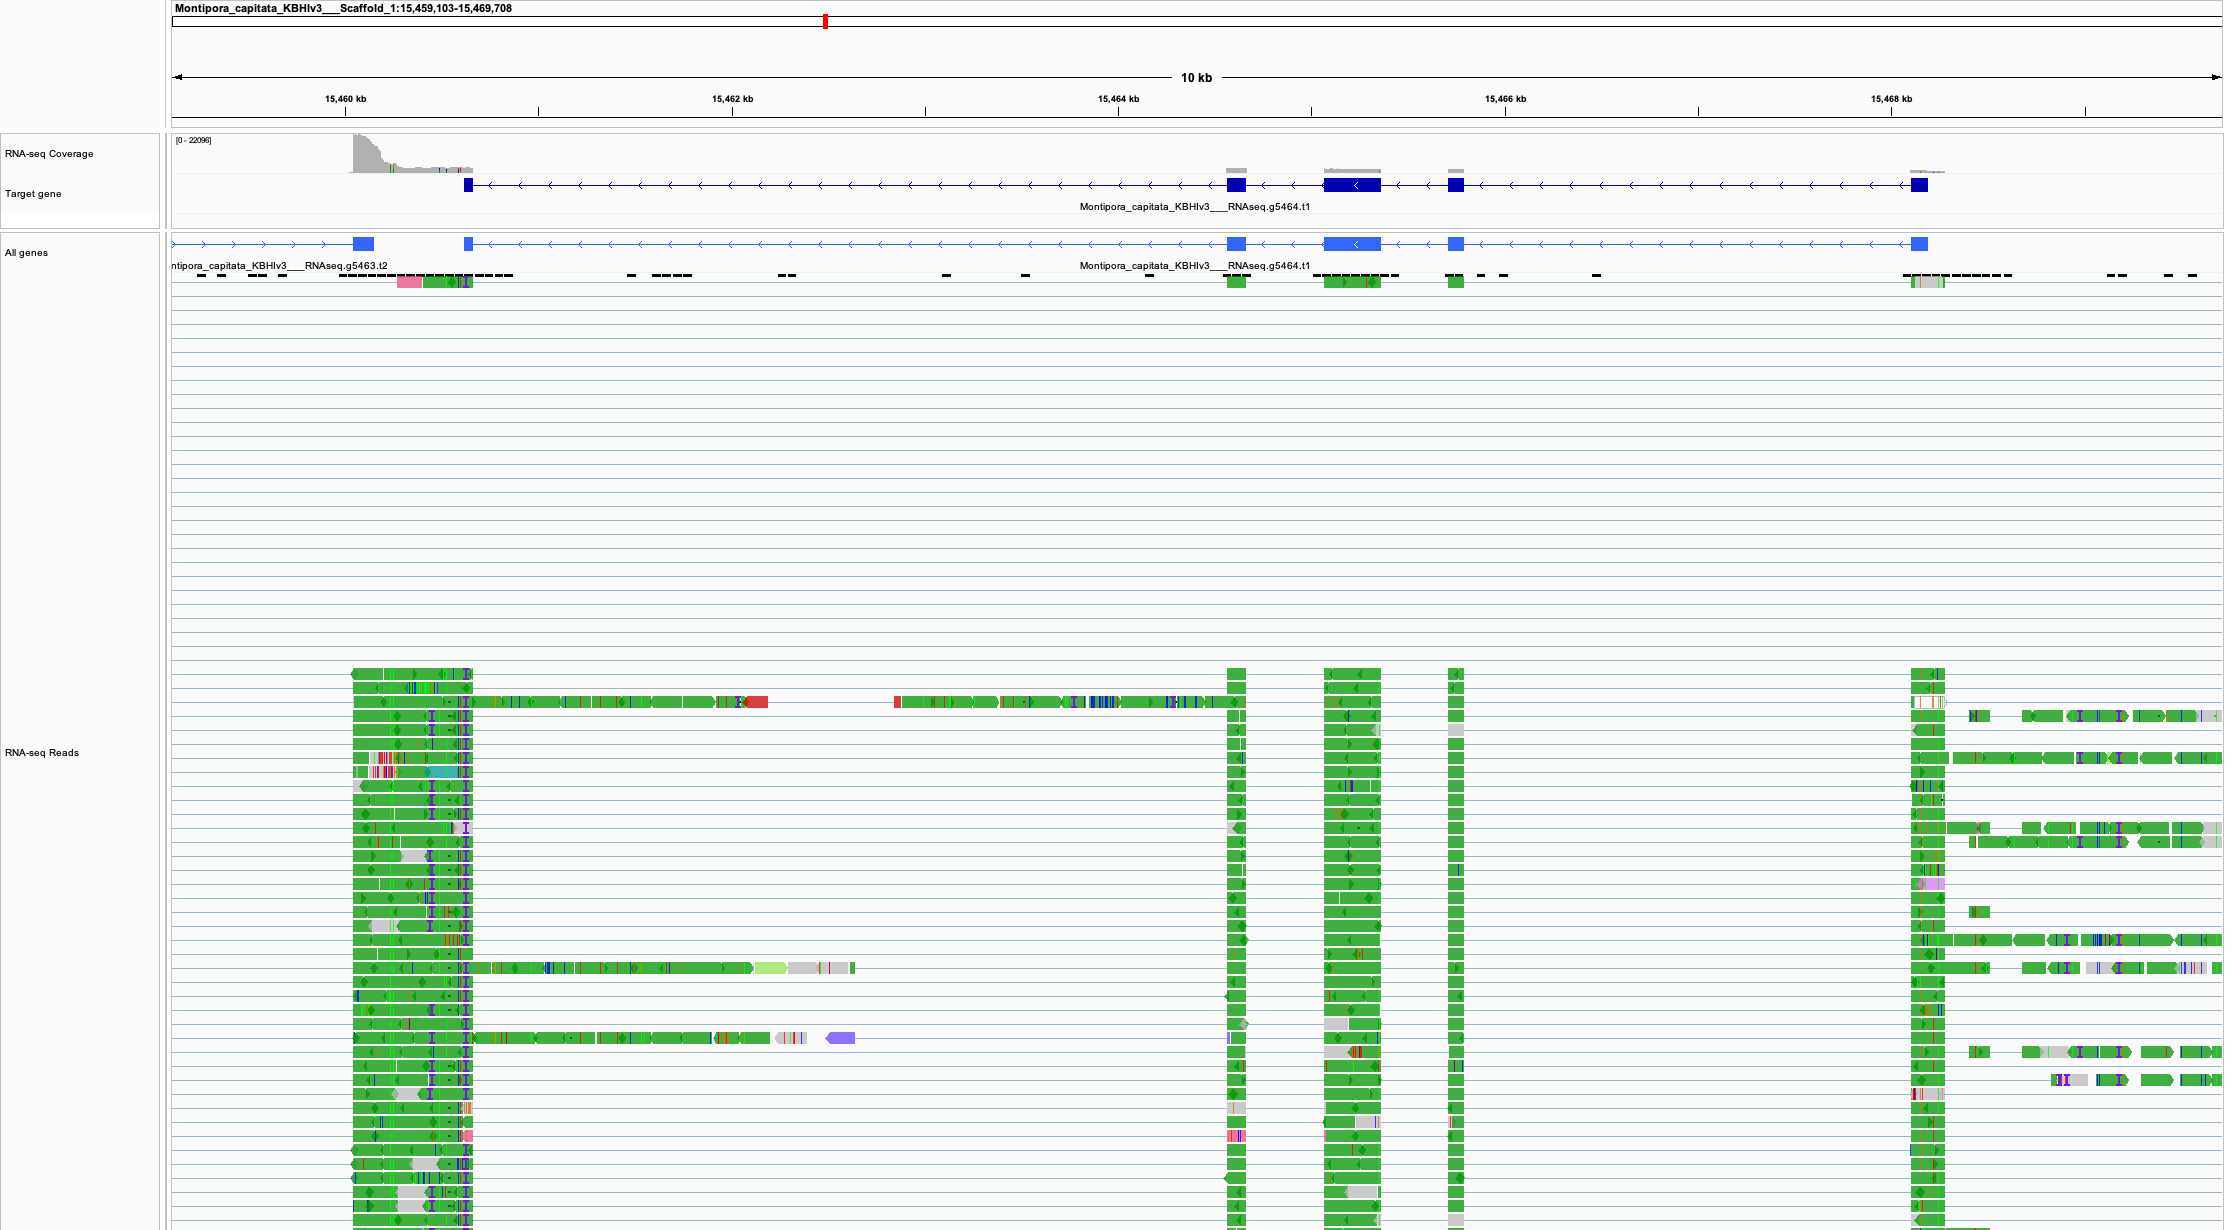 Montipora_capitata_KBHIv3___Scaffold_1:15,459,103-15,469,708
10 kb
15,460 kb 15,462 kb 15,464 kb 15,466 kb 15,468 kb
[0 - 22096]
RNA-seq Coverage
Target gene
Montipora_capitata_KBHIv3___RNAseq.g5464.t1
All genes
ntipora_capitata_KBHIv3___RNAseq.g5463.t2 Montipora_capitata_KBHIv3___RNAseq.g5464.t1
RNA-seq Reads